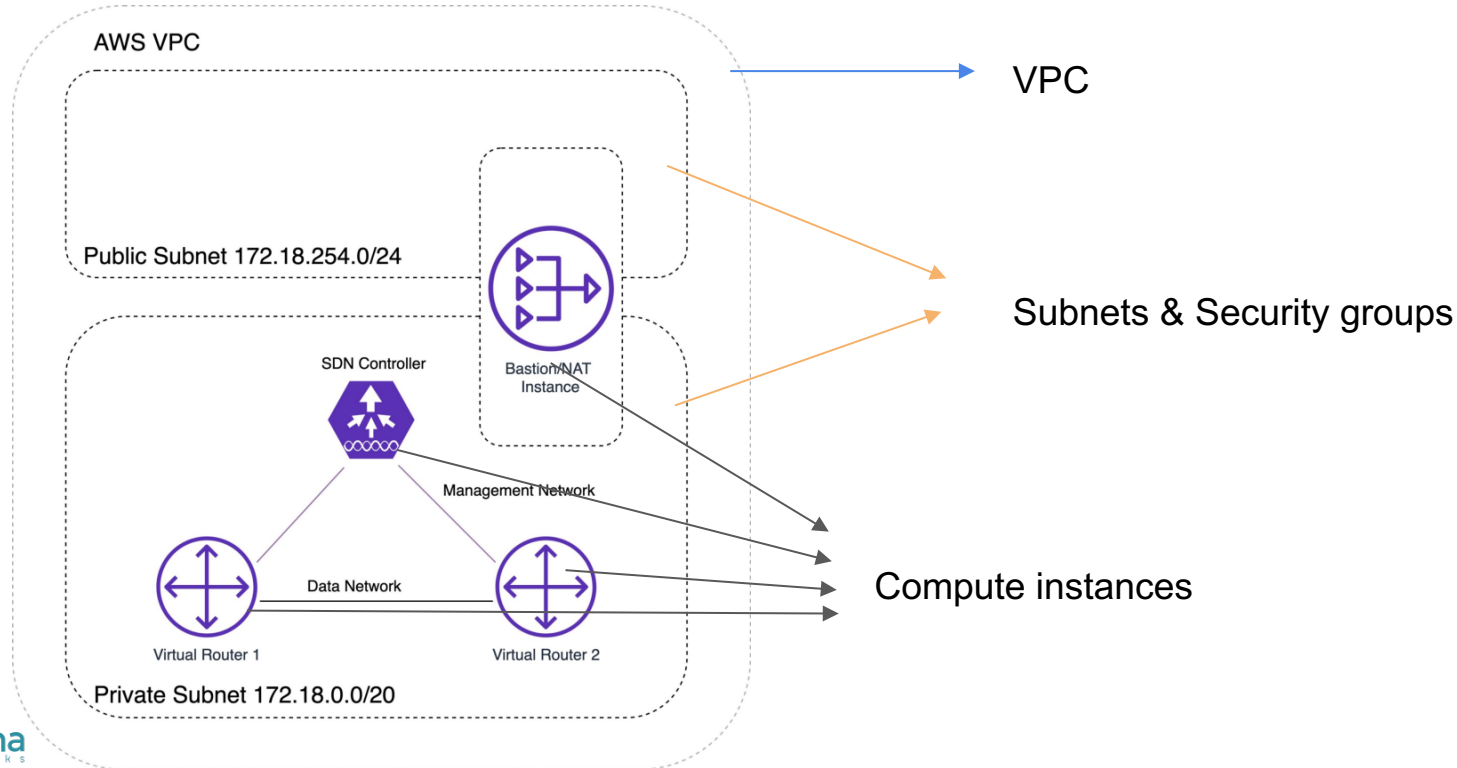 AWS VPC
VPC
Public Subnet 172.18.254.0/24
Subnets & Security groups
SDN Controller
Bastion/NAT
Instance
Management Network
Data Network
Compute instances
Virtual Router 1
Virtual Router 2
Private Subnet 172.18.0.0/20
na
k s